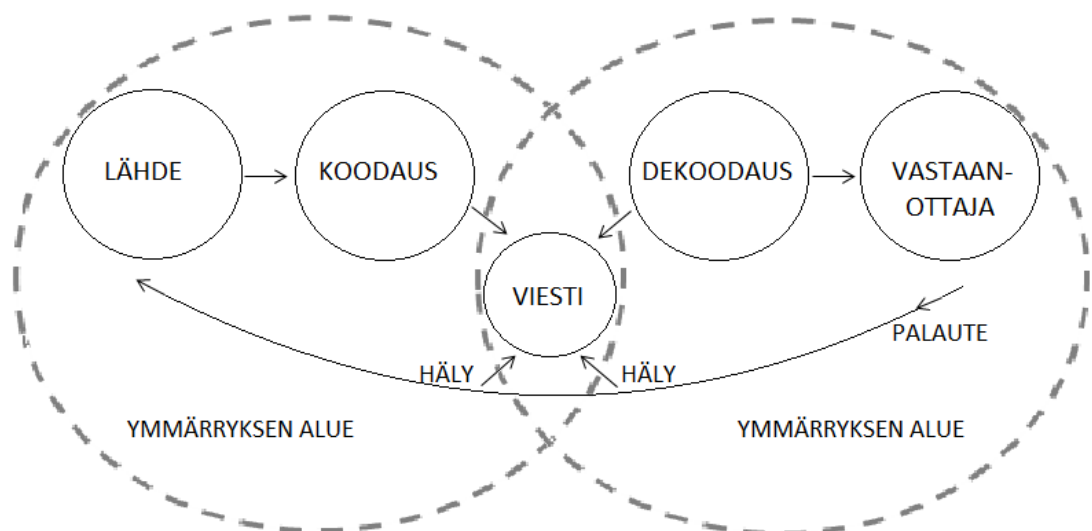 LÄHDE
KOODAUS
DEKOODAUS
VASTAAN-
OTTAJA
VIESTI
PALAUTE
HÄLY
HÄLY
YMMÄRRYKSEN ALUE
YMMÄRRYKSEN ALUE